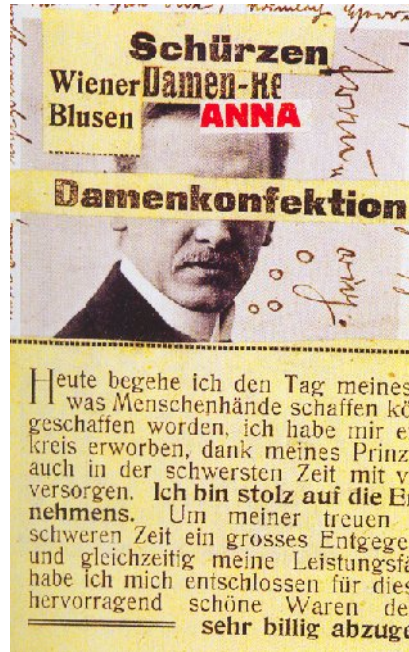 Schürzen
Wiener Damen-Ke
Blusen ANNA
Damenkonfektion
Heute begehe ich den Tag meines
was Menschenhände schaffen kö
geschaffen worden, ich habe mir e
kreis erworben, dank meines Prinz
auch in der schwersten Zeit mit v
versorgen. Ich bin stolz auf die E
nehmens. Um meiner treuen
schweren Zeit ein grosses Entgege
und gleichzeitig meine Leistungsfä
habe ich mich entschlossen für dies
hervorragend schöne Waren de
sehr billig abzuge